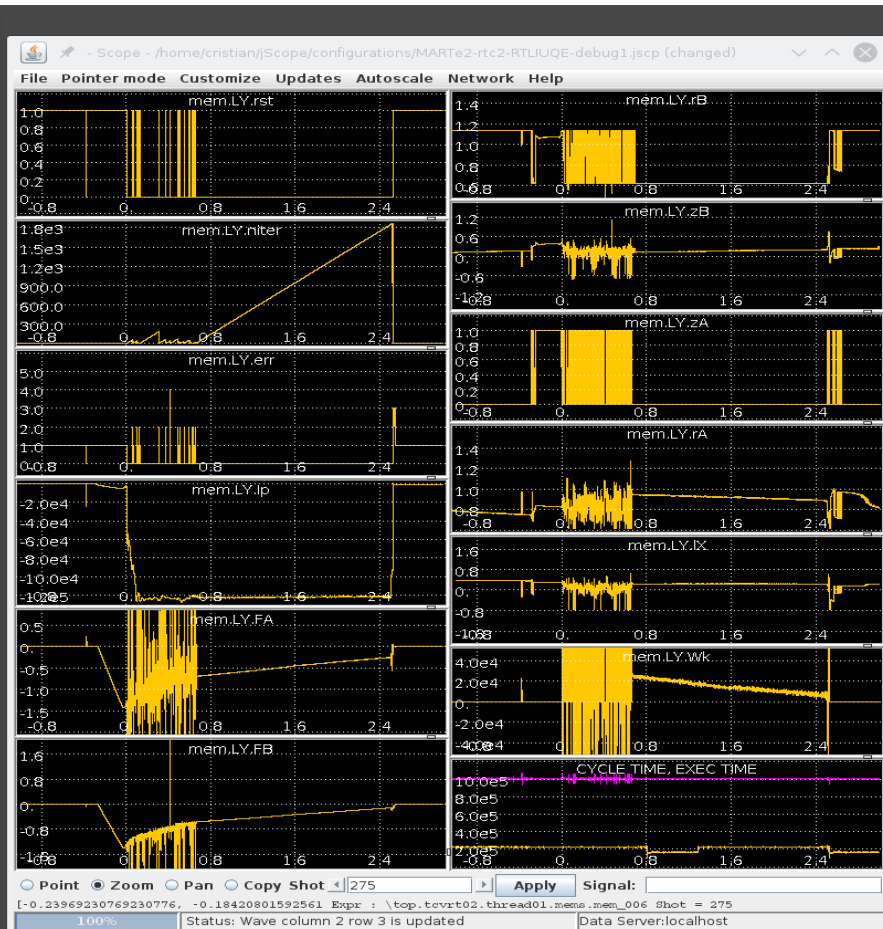 - Scope - /home/cristian/jScope/configurations/MARTe2-rtc2-RTLIUQE-debug1.jscp (changed)
File Pointer mode Customize Updates Autoscale Network Help
mem.LY.rst
1.0
0.8
0.6
0.4
0.2
0.
-0.8 0. 0.8 1.6 2.4
mem.LY.niter
1.8e3
1.5e3
1.2e3
900.0
600.0
300.0
-0.8 0. 0.8 1.6 2.4
mem.LY.err
5.0
4.0
3.0
2.0
1.0
-0.8 0. 0.8 1.6 2.4
mem.LY.Ip
-2.0e4
-4.0e4
-6.0e4
-8.0e4
-10.0e4
0. 0.8 1.6 2.4
mem.LY.FA
0.5
0.
-0.5
-1.0
-1.5
-0.8 0. 0.8 1.6 2.4
mem.LY.FB
1.6
0.8
0.
-0.8
0. 0.8 1.6 2.4
mem.LY.rB
1.4
1.2
1.0
0.8
0. 0.8 1.6 2.4
mem.LY.zB
1.2
0.6
0.
-0.6
0. 0.8 1.6 2.4
mem.LY.zA
1.0
0.8
0.6
0.4
0.2
0.
-0.8 0. 0.8 1.6 2.4
mem.LY.rA
1.4
1.2
1.0
0.8
-0.8 0. 0.8 1.6 2.4
mem.LY.lX
1.6
0.8
0.
-0.8
0. 0.8 1.6 2.4
mem.LY.Wk
4.0e4
2.0e4
0.
-2.0e4
0. 0.8 1.6 2.4
CYCLE TIME, EXEC TIME
10.0e5
8.0e5
6.0e5
4.0e5
2.0e5
-0.8 0. 0.8 1.6 2.4
Point Zoom Pan Copy Shot 275 Apply Signal:
[-0.23969230769230776, -0.18420801592561 Expr : \top.tcvrt02.thread01.mems.mem_006 Shot = 275
100% Status: Wave column 2 row 3 is updated Data Server:localhost